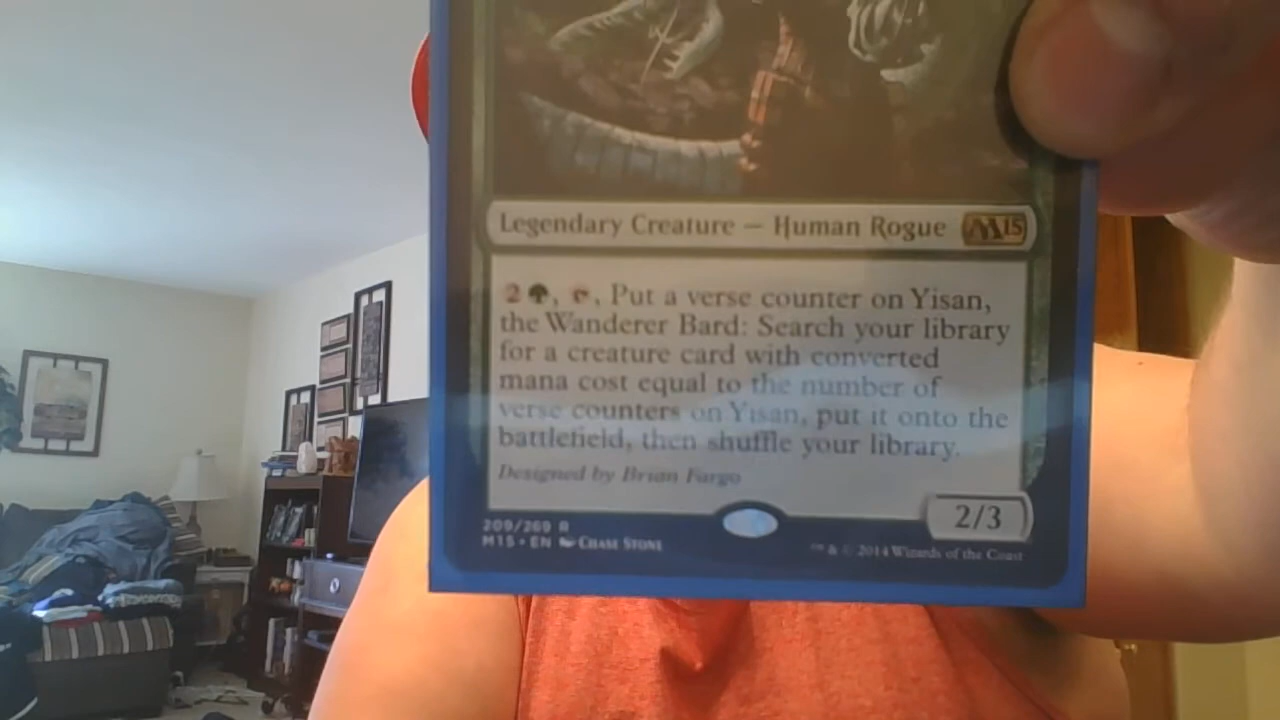 Legendary Creature — Human Rogue M15
2, , Put a verse counter on Yisan,
the Wanderer Bard: Search your library
for a creature card with converted
mana cost equal to the number of
verse counters on Yisan, put it onto the
battlefield, then shuffle your library.
Designed by Brian Fargo
2/3
209/269 R
M15 • EN Chase Stone
™ & © 2014 Wizards of the Coast